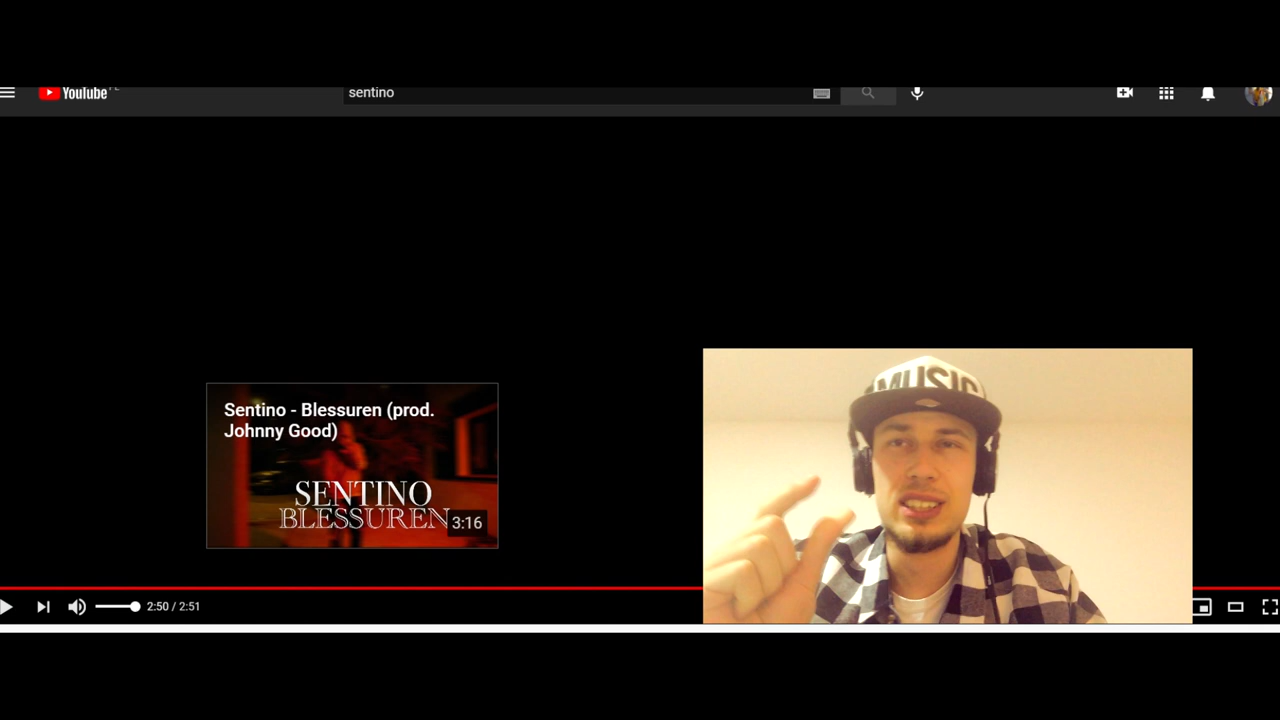 YouTube
sentino
Sentino - Blessuren (prod.
Johnny Good)
SENTINO
BLESSUREN
3:16
MUSIC
2:50 / 2:51